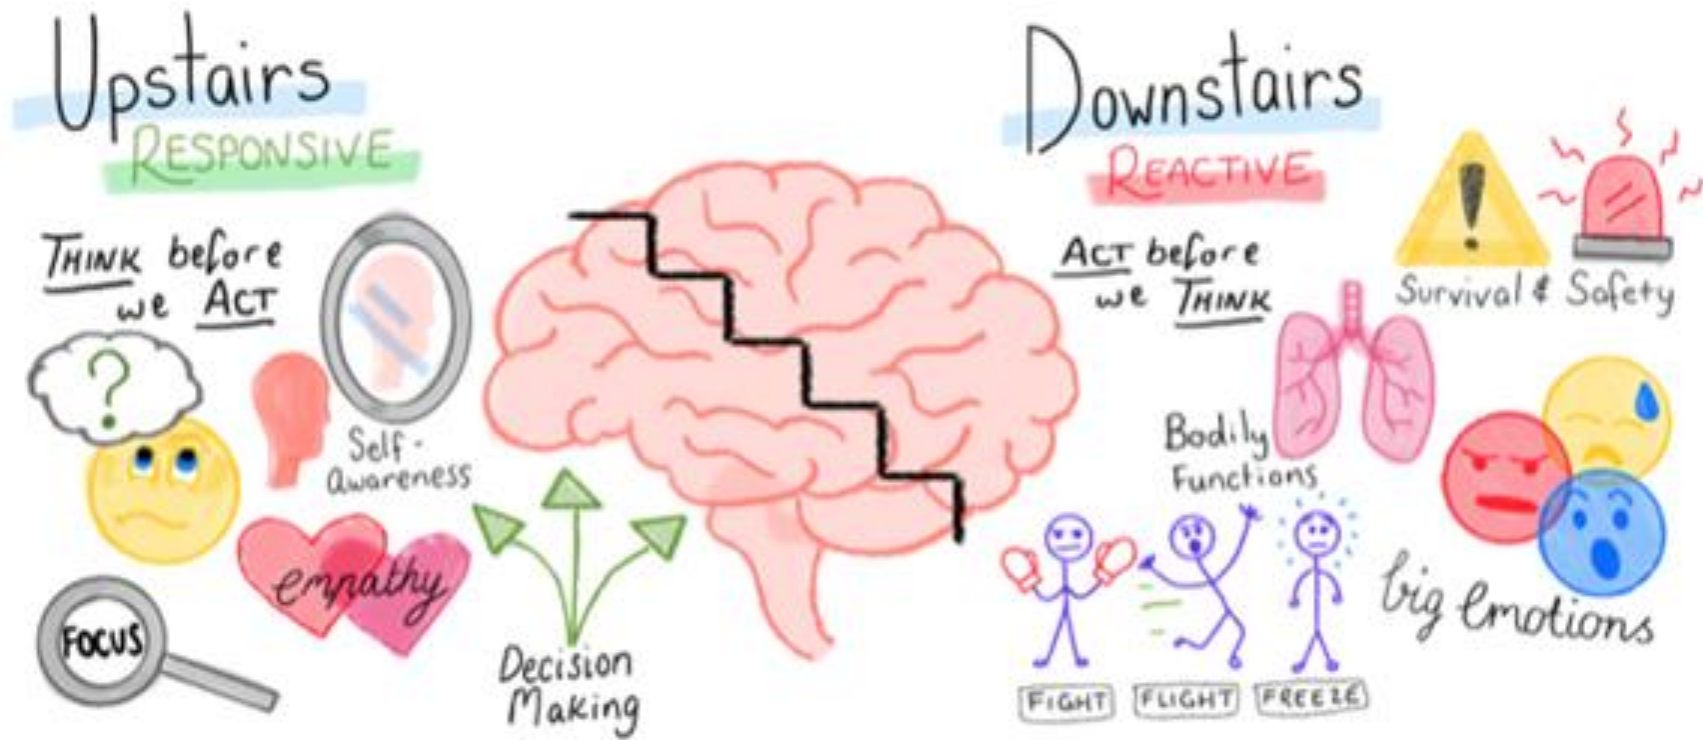 Upstairs
RESPONSIVE
THINK before
we ACT
?
Self-
Awareness
empathy
FOCUS
Decision
Making
Downstairs
REACTIVE
ACT before
we THINK
!
Survival & Safety
Bodily
Functions
big emotions
FIGHT
FLIGHT
FREEZE